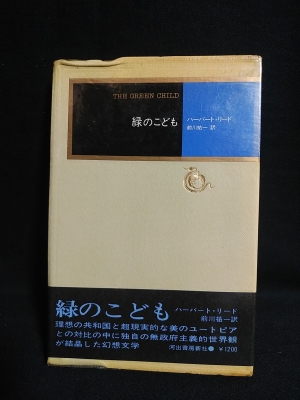 THE GREEN CHILD
緑のこども
ハーバート・リード
前川祐一 訳
緑のこども
ハーバート・リード
前川祐一訳
理想の共和国と超現実的な美のユートピア
との対比の中に独自の無政府主義的世界観
が結晶した幻想文学
河出書房新社
¥1200